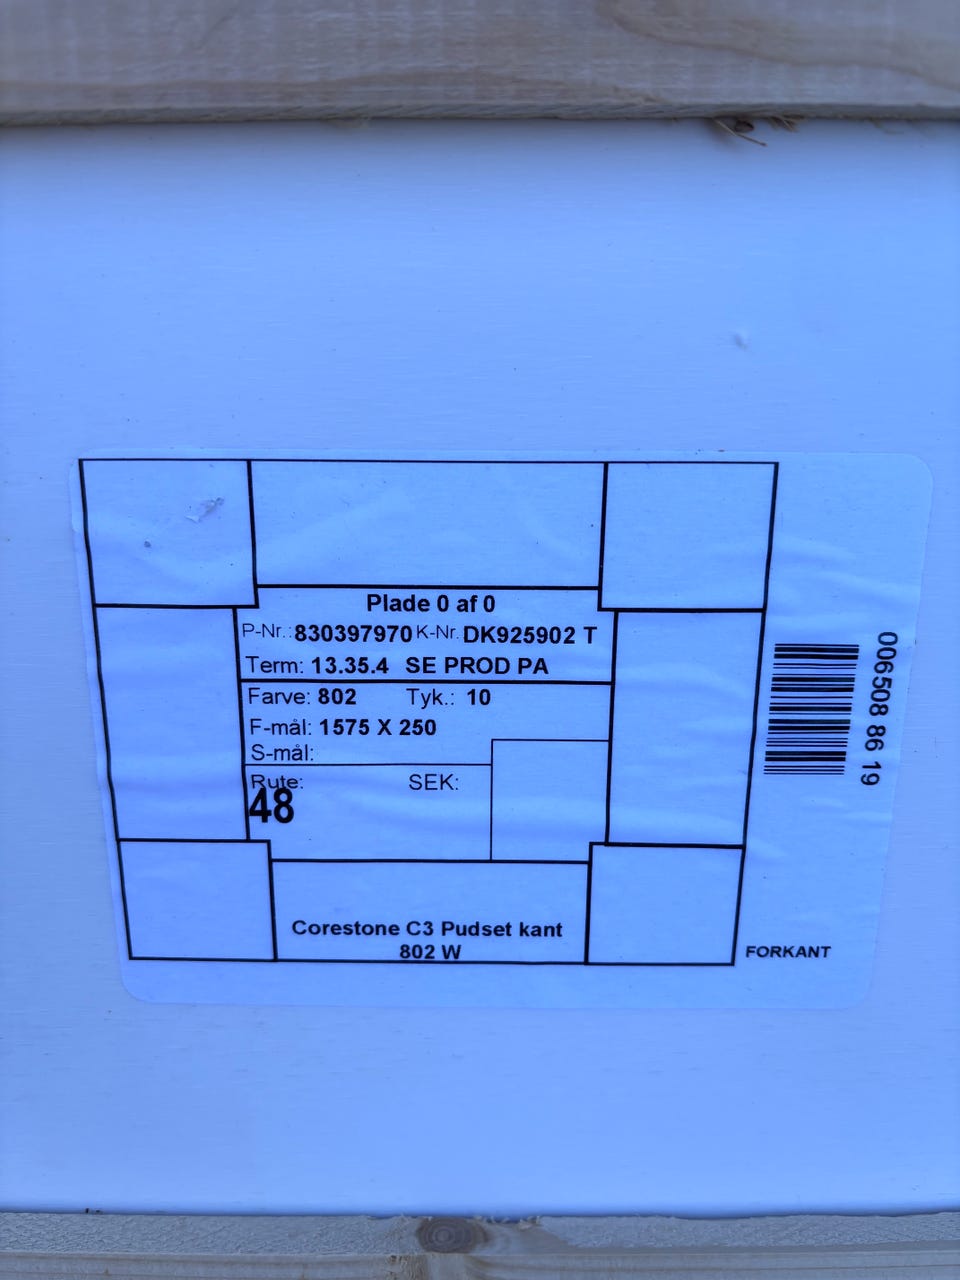 Plade 0 af 0
P-Nr.: 830397970 K-Nr. DK925902 T
Term: 13.35.4 SE PROD PA
Farve: 802 Tyk.: 10
F-mål: 1575 X 250
S-mål:
Rute: SEK:
48
Corestone C3 Pudset kant
802 W
FORKANT
006508 86 19